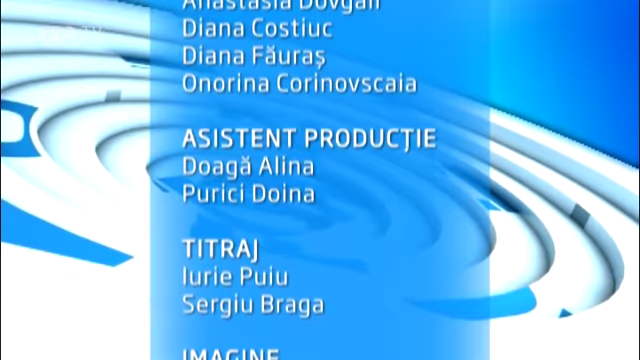 Anastasia Dovgan
Diana Costiuc
Diana Făuraș
Onorina Corinovscaia
ASISTENT PRODUCȚIE
Doagă Alina
Purici Doina
TITRAJ
Iurie Puiu
Sergiu Braga
IMAGINE